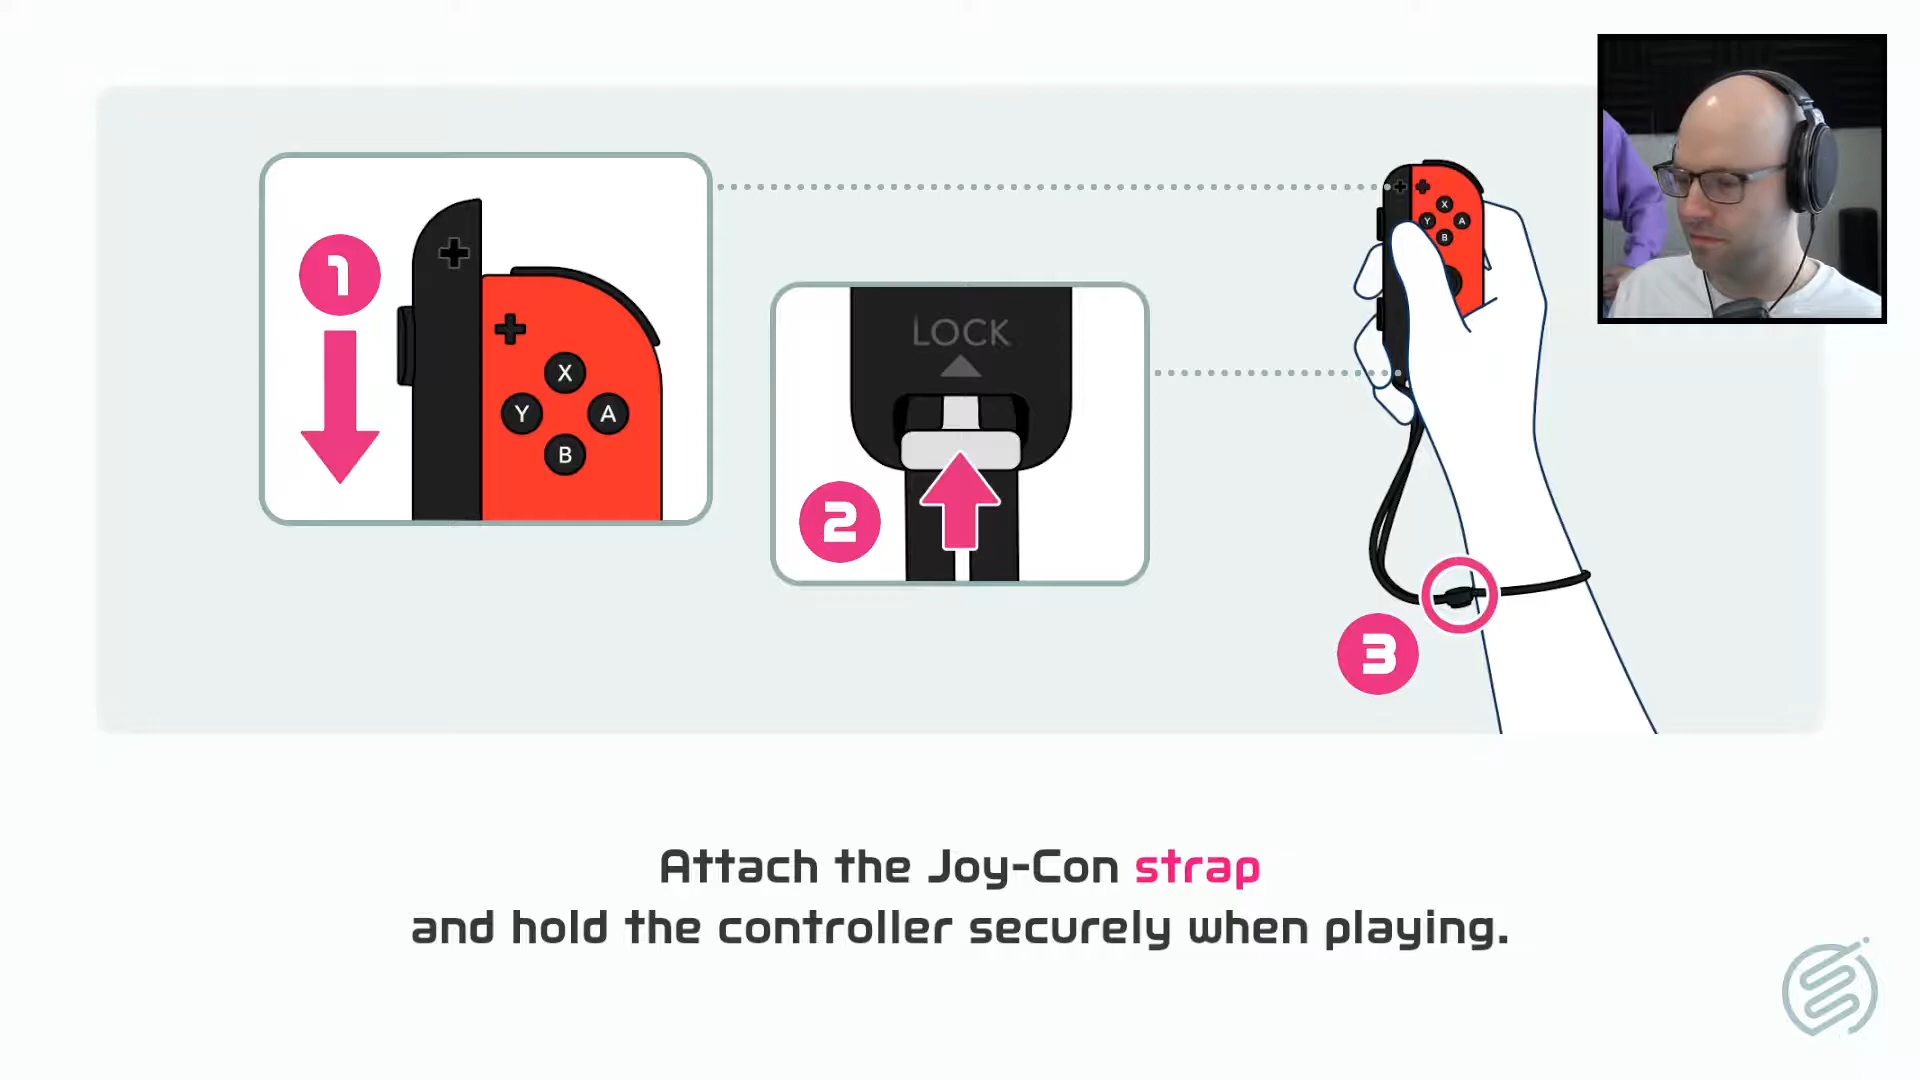 1
X
Y
A
B
LOCK
2
X
Y
A
B
3
Attach the Joy-Con strap
and hold the controller securely when playing.